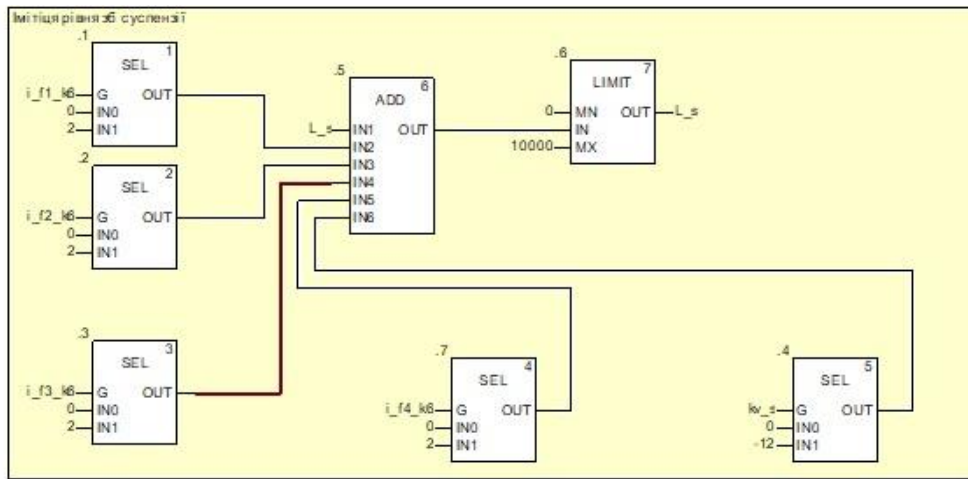 Імітіця рівня зб суспензії
.1
1
SEL
i_f1_k6 G OUT
0 IN0
2 IN1
.2
2
SEL
i_f2_k6 G OUT
0 IN0
2 IN1
.3
3
SEL
i_f3_k6 G OUT
0 IN0
2 IN1
.5
6
ADD
L_s IN1 OUT
IN2
IN3
IN4
IN5
IN6
.6
7
LIMIT
0 MN OUT L_s
IN
10000 MX
.7
4
SEL
i_f4_k6 G OUT
0 IN0
2 IN1
.4
5
SEL
kv_s G OUT
0 IN0
-12 IN1